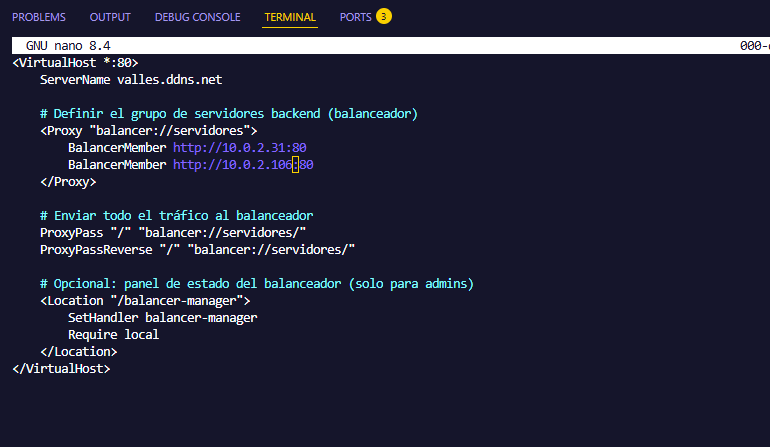 PROBLEMS OUTPUT DEBUG CONSOLE TERMINAL PORTS 3
GNU nano 8.4 000-
<VirtualHost *:80>
ServerName valles.ddns.net
# Definir el grupo de servidores backend (balanceador)
<Proxy "balancer://servidores">
BalancerMember http://10.0.2.31:80
BalancerMember http://10.0.2.106:80
</Proxy>
# Enviar todo el tráfico al balanceador
ProxyPass "/" "balancer://servidores/"
ProxyPassReverse "/" "balancer://servidores/"
# Opcional: panel de estado del balanceador (solo para admins)
<Location "/balancer-manager">
SetHandler balancer-manager
Require local
</Location>
</VirtualHost>